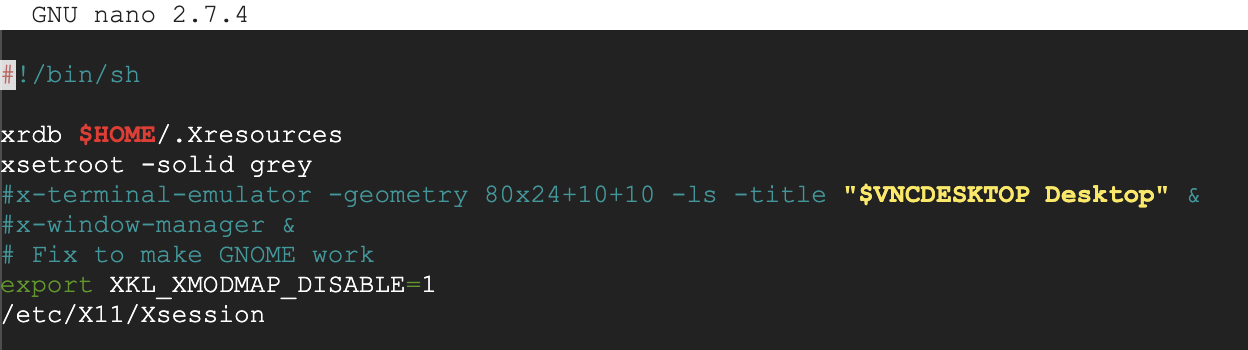 GNU nano 2.7.4
#!/bin/sh
xrdb $HOME/.Xresources
xsetroot -solid grey
#x-terminal-emulator -geometry 80x24+10+10 -ls -title "$VNCDESKTOP Desktop" &
#x-window-manager &
# Fix to make GNOME work
export XKL_XMODMAP_DISABLE=1
/etc/X11/Xsession